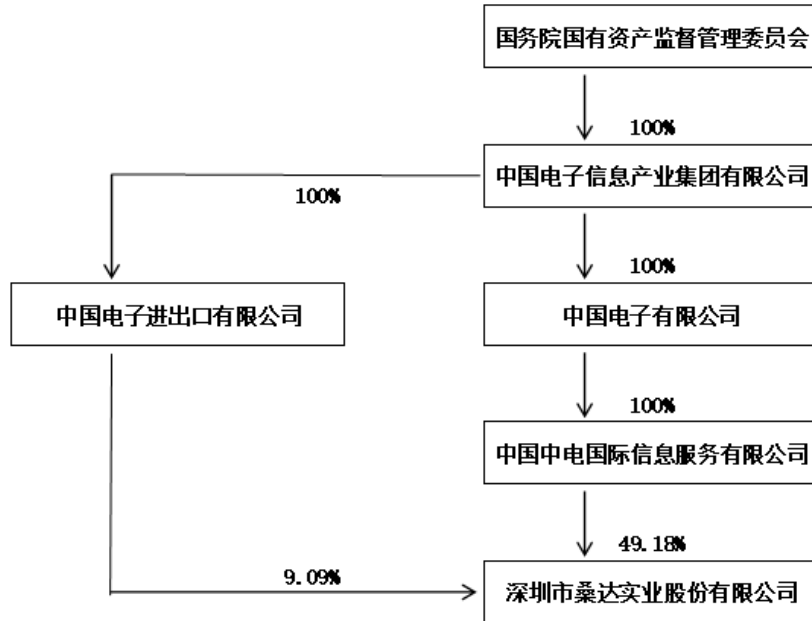 国务院国有资产监督管理委员会
100%
中国电子信息产业集团有限公司
100%
100%
中国电子进出口有限公司
中国电子有限公司
100%
中国中电国际信息服务有限公司
49.18%
9.09%
深圳市桑达实业股份有限公司